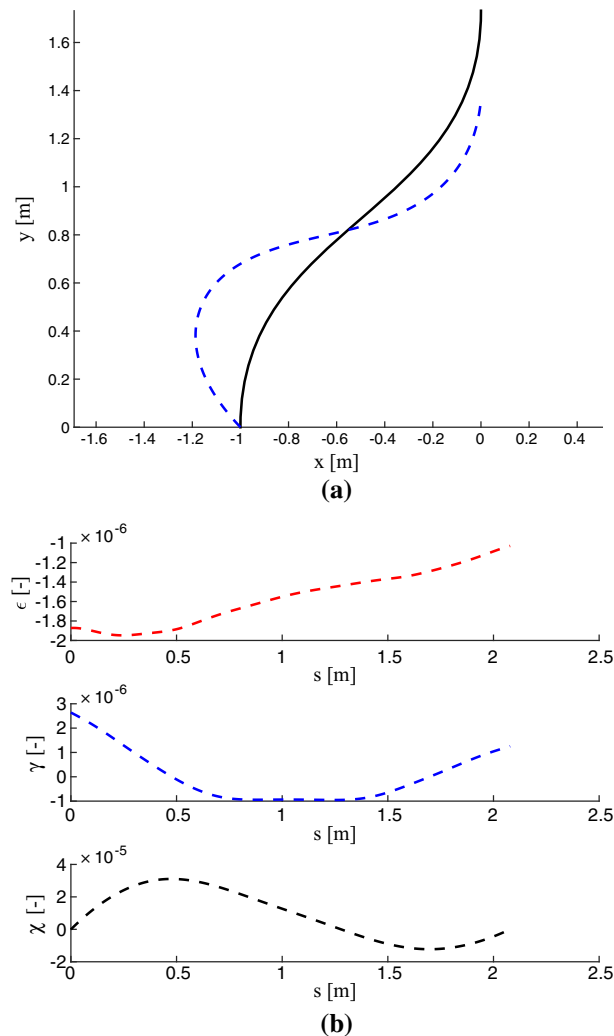 1.6
1.4
1.2
1
0.8
0.6
0.4
0.2
0
y [m]
-1.6 -1.4 -1.2 -1 -0.8 -0.6 -0.4 -0.2 0 0.2 0.4
x [m]
(a)
× 10⁻⁶
-1
-1.2
-1.4
-1.6
-1.8
-2
ϵ [-]
0 0.5 1 1.5 2 2.5
s [m]
× 10⁻⁶
3
2
1
0
-1
γ [-]
0 0.5 1 1.5 2 2.5
s [m]
× 10⁻⁵
4
2
0
-2
χ [-]
0 0.5 1 1.5 2 2.5
s [m]
(b)